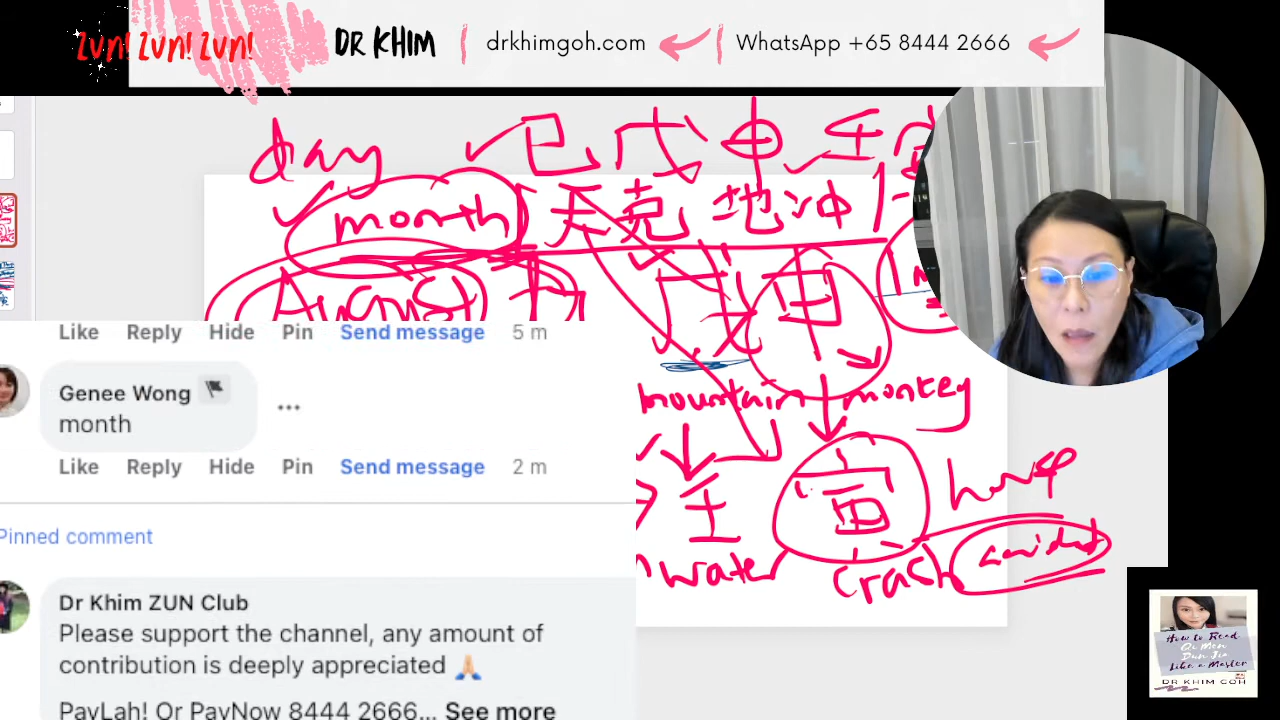 Zun! Zun! Zun!
DR KHIM
drkhimgoh.com
WhatsApp +65 8444 2666
day
巳戊申壬寅
month
天克地冲
August
戊申
mountain monkey
壬寅
water
crash
Like Reply Hide Pin Send message 5 m
Genee Wong
month
Like Reply Hide Pin Send message 2 m
Pinned comment
Dr Khim ZUN Club
Please support the channel, any amount of
contribution is deeply appreciated 🙏
PayLah! Or PayNow 8444 2666... See more
How to Read
Qi Men
Dun Jia
Like a Master
DR KHIM GOH